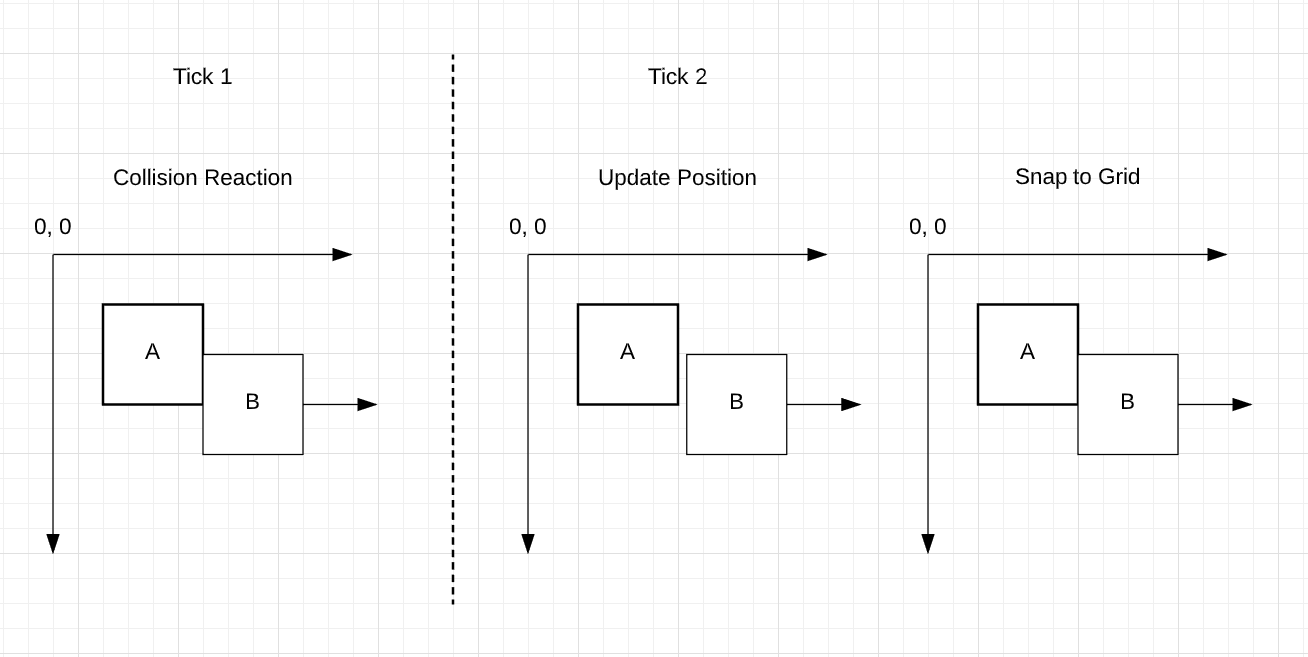 Tick 1
Tick 2
Collision Reaction
Update Position
Snap to Grid
0, 0
0, 0
0, 0
A
B
A
B
A
B